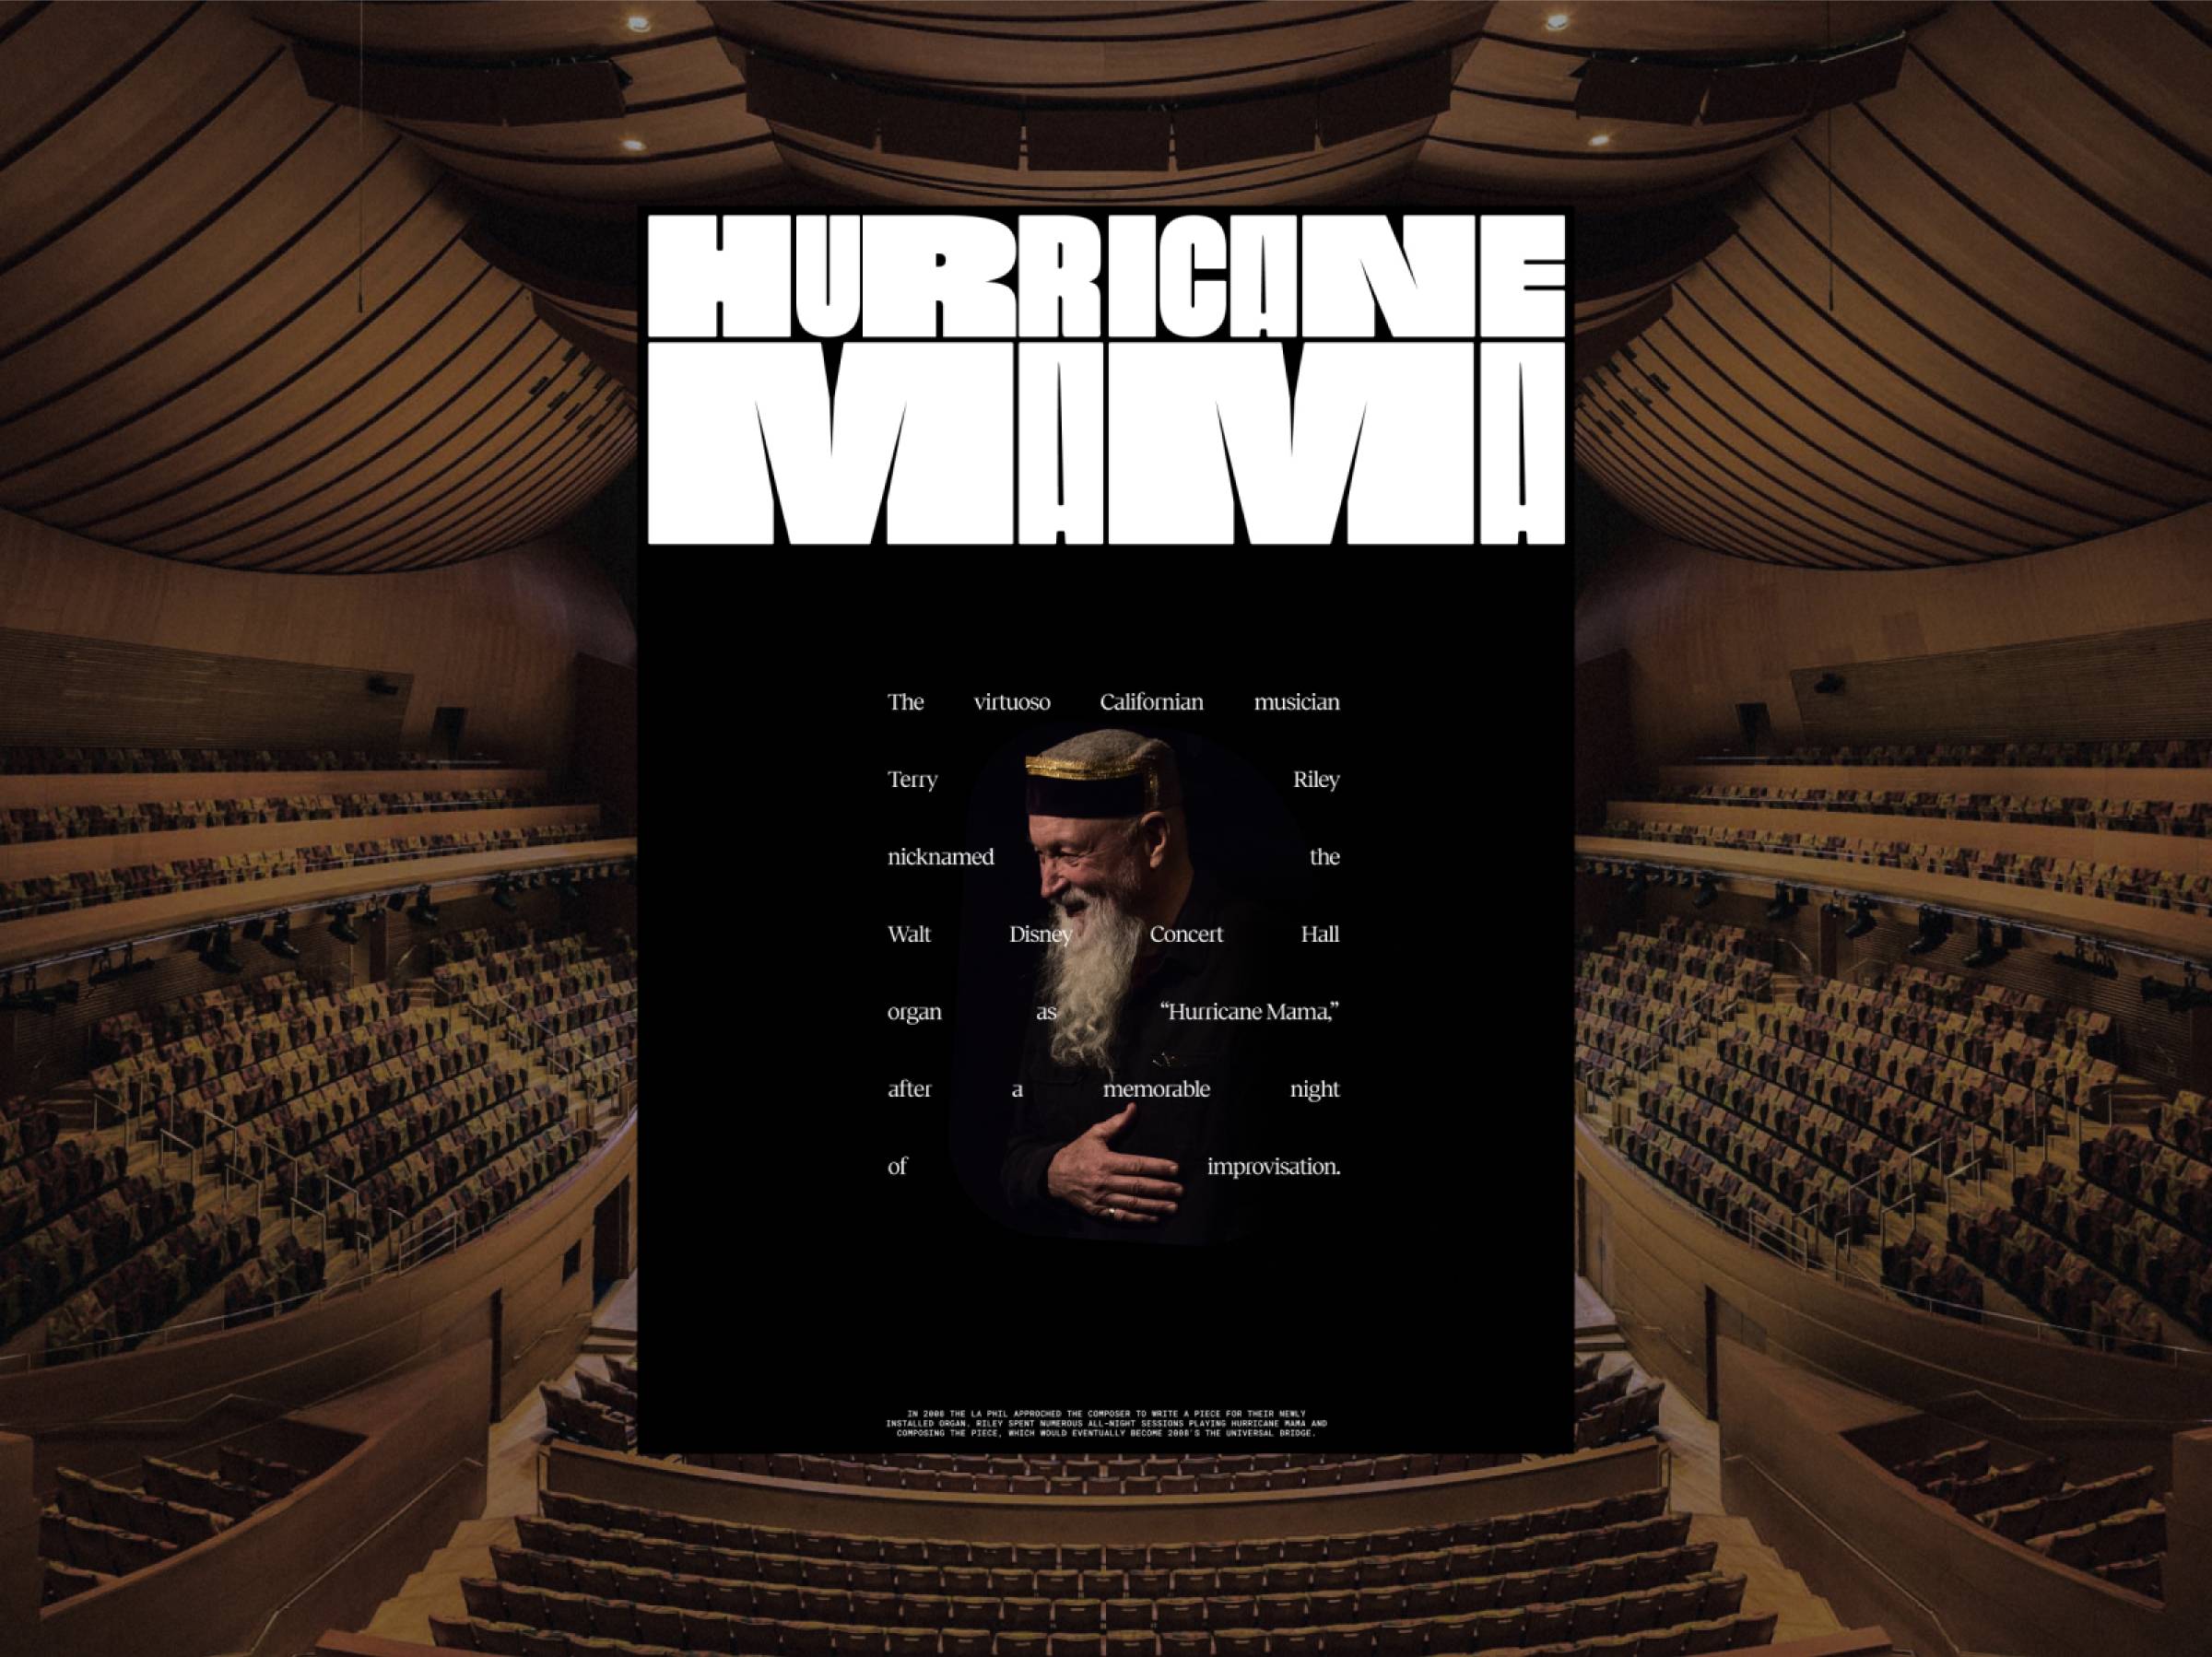 HURRICANE
MAMA
The virtuoso Californian musician
Terry Riley
nicknamed the
Walt Disney Concert Hall
organ as “Hurricane Mama,”
after a memorable night
of improvisation.
IN 2008 THE LA PHIL APPROCHED THE COMPOSER TO WRITE A PIECE FOR THEIR NEWLY
INSTALLED ORGAN. RILEY SPENT NUMEROUS ALL-NIGHT SESSIONS PLAYING HURRICANE MAMA AND
COMPOSING THE PIECE, WHICH WOULD EVENTUALLY BECOME 2008'S THE UNIVERSAL BRIDGE.